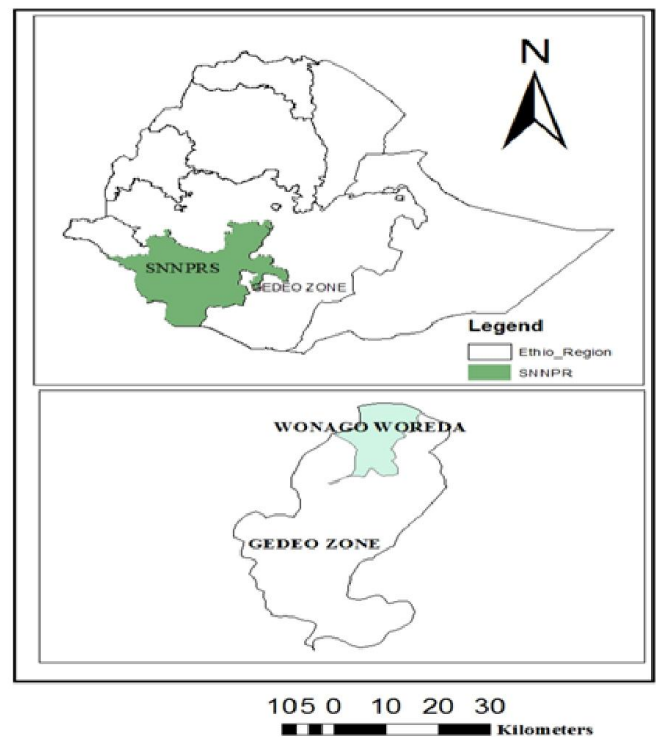 N
SNNPRS
GEDEO ZONE
Legend
Ethio_Region
SNNPR
WONAGO WOREDA
GEDEO ZONE
105 0 10 20 30
Kilometers